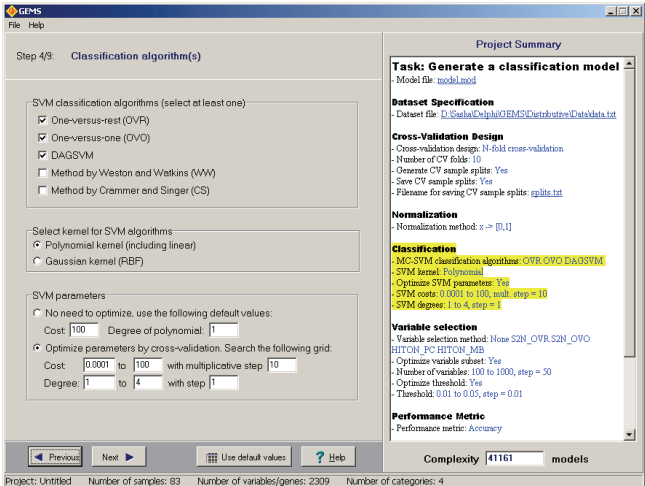 GEMS
File Help
Step 4/9: Classification algorithm(s)
SVM classification algorithms (select at least one)
One-versus-rest (OVR)
One-versus-one (OVO)
DAGSVM
Method by Weston and Watkins (WW)
Method by Crammer and Singer (CS)
Select kernel for SVM algorithms
Polynomial kernel (including linear)
Gaussian kernel (RBF)
SVM parameters
No need to optimize, use the following default values:
Cost: 100 Degree of polynomial: 1
Optimize parameters by cross-validation. Search the following grid:
Cost: 0.0001 to 100 with multiplicative step 10
Degree: 1 to 4 with step 1
Previous Next Use default values Help
Project Summary
Task: Generate a classification model
- Model file: model.mod
Dataset Specification
- Dataset file: D:\Sasha\Delphi\GEMS\Distributive\Data\data.txt
Cross-Validation Design
- Cross-validation design: N-fold cross-validation
- Number of CV folds: 10
- Generate CV sample splits: Yes
- Save CV sample splits: Yes
- Filename for saving CV sample splits: splits.txt
Normalization
- Normalization method: x -> [0,1]
Classification
- MC-SVM classification algorithms: OVR OVO DAGSVM
- SVM kernel: Polynomial
- Optimize SVM parameters: Yes
- SVM costs: 0.0001 to 100, mult. step = 10
- SVM degrees: 1 to 4, step = 1
Variable selection
- Variable selection method: None S2N_OVR S2N_OVO
HITON_PC HITON_MB
- Optimize variable subset: Yes
- Number of variables: 100 to 1000, step = 50
- Optimize threshold: Yes
- Threshold: 0.01 to 0.05, step = 0.01
Performance Metric
- Performance metric: Accuracy
Complexity 41161 models
Project: Untitled Number of samples: 83 Number of variables/genes: 2309 Number of categories: 4